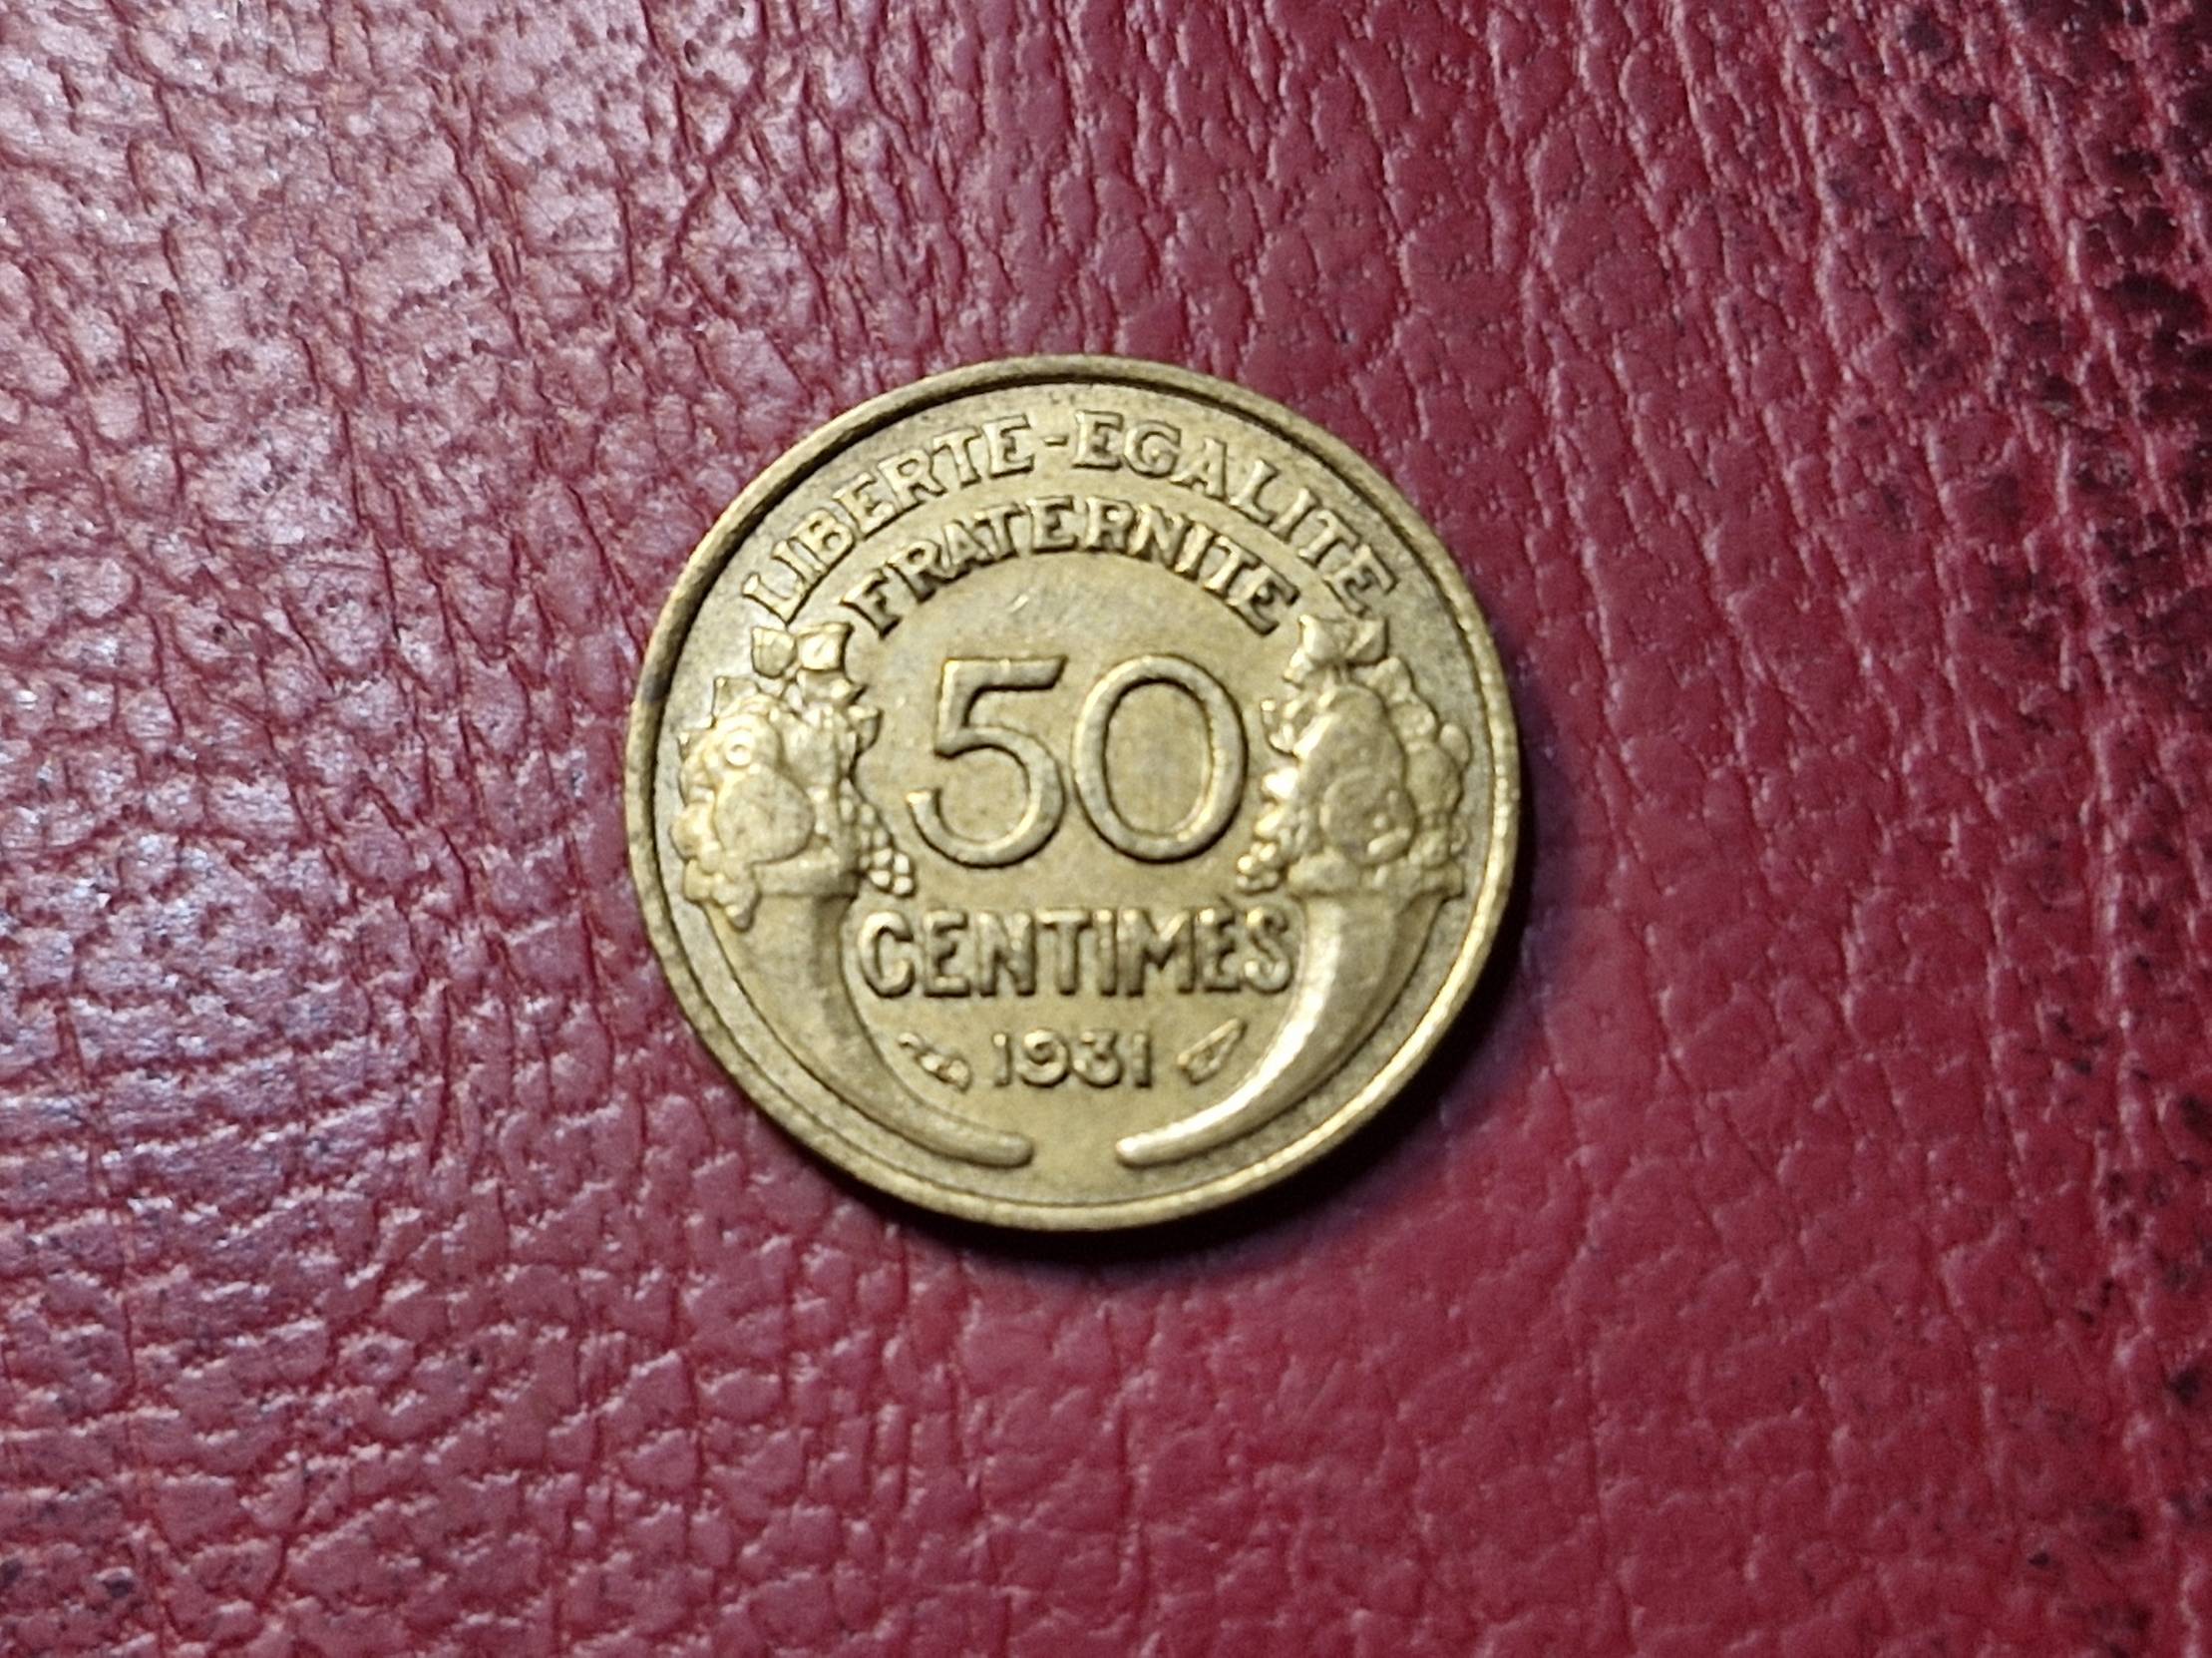 LIBERTE-EGALITE
FRATERNITE
50
CENTIMES
1931